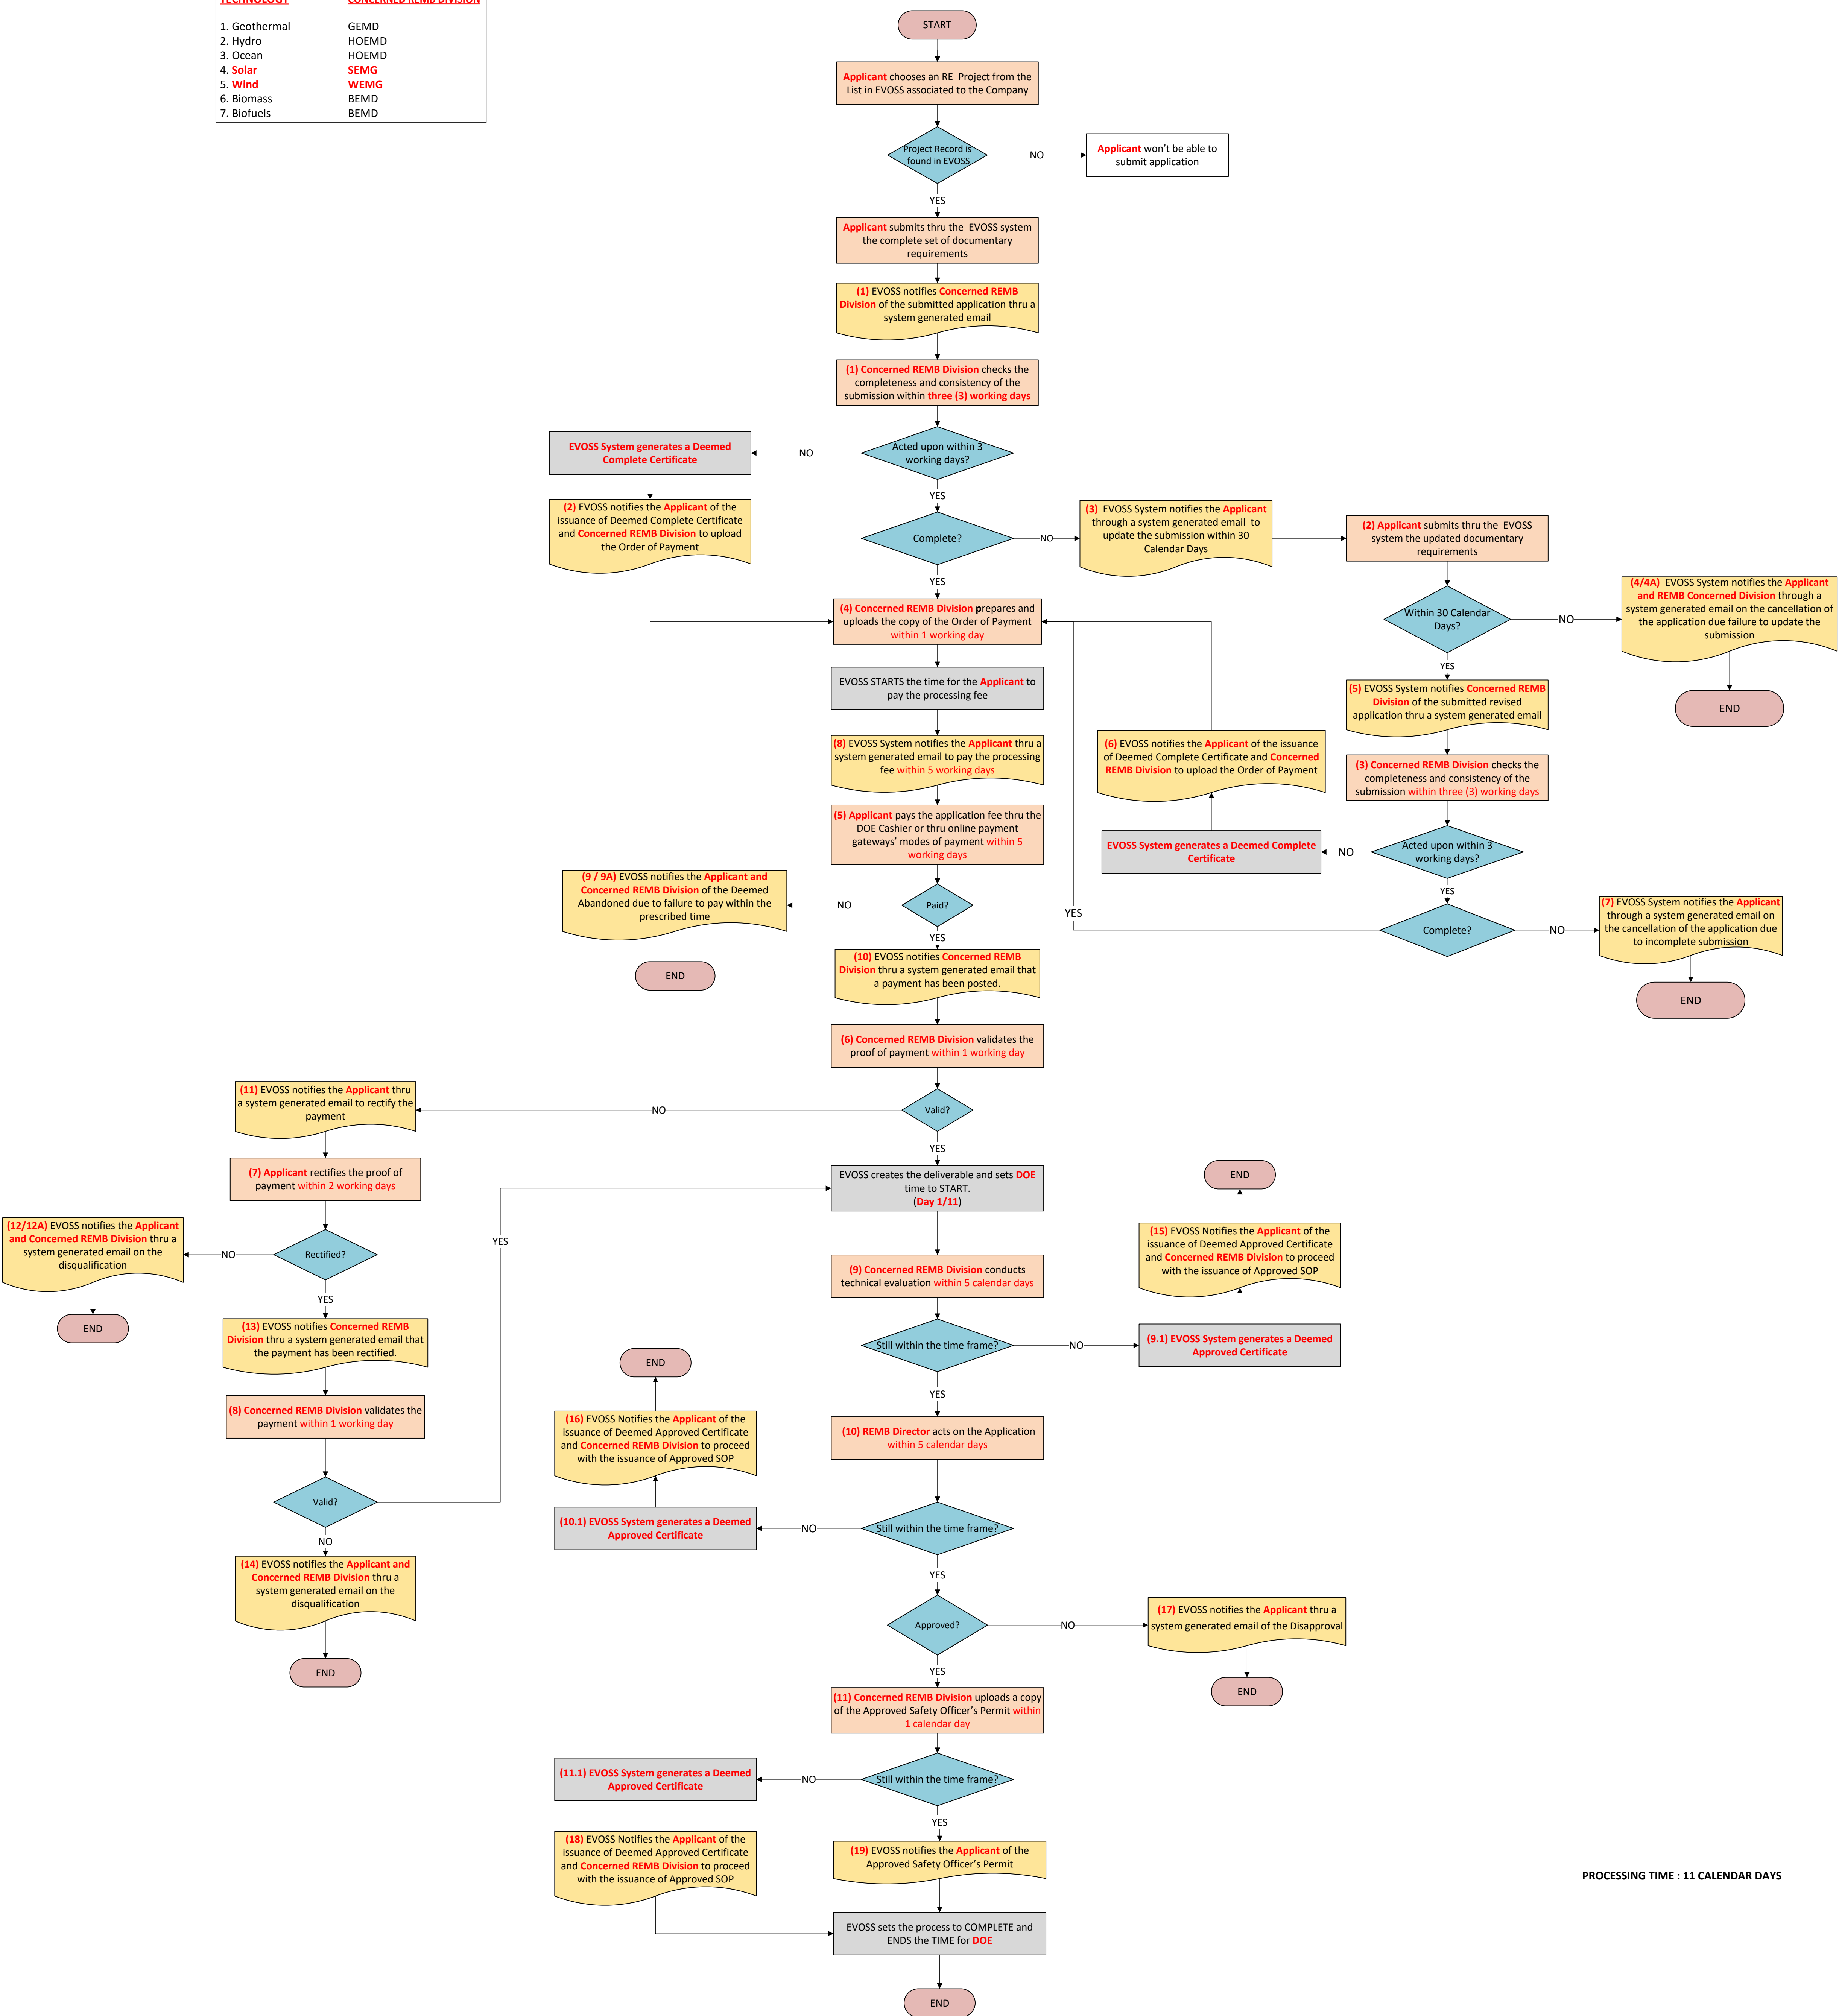 TECHNOLOGY CONCERNED REMB DIVISION
1. Geothermal GEMD
2. Hydro HOEMD
3. Ocean HOEMD
4. Solar SEMG
5. Wind WEMG
6. Biomass BEMD
7. Biofuels BEMD
START
Applicant chooses an RE Project from the
List in EVOSS associated to the Company
Project Record is
found in EVOSS
NO
Applicant won't be able to
submit application
YES
Applicant submits thru the EVOSS system
the complete set of documentary
requirements
(1) EVOSS notifies Concerned REMB
Division of the submitted application thru a
system generated email
(1) Concerned REMB Division checks the
completeness and consistency of the
submission within three (3) working days
Acted upon within 3
working days?
NO
EVOSS System generates a Deemed
Complete Certificate
(2) EVOSS notifies the Applicant of the
issuance of Deemed Complete Certificate
and Concerned REMB Division to upload
the Order of Payment
YES
Complete?
NO
(3) EVOSS System notifies the Applicant
through a system generated email to
update the submission within 30
Calendar Days
(2) Applicant submits thru the EVOSS
system the updated documentary
requirements
Within 30 Calendar
Days?
NO
(4/4A) EVOSS System notifies the Applicant
and REMB Concerned Division through a
system generated email on the cancellation of
the application due failure to update the
submission
END
YES
(5) EVOSS System notifies Concerned REMB
Division of the submitted revised
application thru a system generated email
(3) Concerned REMB Division checks the
completeness and consistency of the
submission within three (3) working days
Acted upon within 3
working days?
NO
EVOSS System generates a Deemed Complete
Certificate
(6) EVOSS notifies the Applicant of the issuance
of Deemed Complete Certificate and Concerned
REMB Division to upload the Order of Payment
YES
Complete?
NO
(7) EVOSS System notifies the Applicant
through a system generated email on
the cancellation of the application due
to incomplete submission
END
YES
YES
(4) Concerned REMB Division prepares and
uploads the copy of the Order of Payment
within 1 working day
EVOSS STARTS the time for the Applicant to
pay the processing fee
(8) EVOSS System notifies the Applicant thru a
system generated email to pay the processing
fee within 5 working days
(5) Applicant pays the application fee thru the
DOE Cashier or thru online payment
gateways' modes of payment within 5
working days
Paid?
NO
(9 / 9A) EVOSS notifies the Applicant and
Concerned REMB Division of the Deemed
Abandoned due to failure to pay within the
prescribed time
END
YES
(10) EVOSS notifies Concerned REMB
Division thru a system generated email that
a payment has been posted.
(6) Concerned REMB Division validates the
proof of payment within 1 working day
Valid?
NO
(11) EVOSS notifies the Applicant thru
a system generated email to rectify the
payment
(7) Applicant rectifies the proof of
payment within 2 working days
Rectified?
NO
(12/12A) EVOSS notifies the Applicant
and Concerned REMB Division thru a
system generated email on the
disqualification
END
YES
(13) EVOSS notifies Concerned REMB
Division thru a system generated email that
the payment has been rectified.
(8) Concerned REMB Division validates the
payment within 1 working day
Valid?
YES
NO
(14) EVOSS notifies the Applicant and
Concerned REMB Division thru a
system generated email on the
disqualification
END
YES
EVOSS creates the deliverable and sets DOE
time to START.
(Day 1/11)
(9) Concerned REMB Division conducts
technical evaluation within 5 calendar days
Still within the time frame?
NO
(9.1) EVOSS System generates a Deemed
Approved Certificate
(15) EVOSS Notifies the Applicant of the
issuance of Deemed Approved Certificate
and Concerned REMB Division to proceed
with the issuance of Approved SOP
END
YES
(10) REMB Director acts on the Application
within 5 calendar days
Still within the time frame?
NO
(10.1) EVOSS System generates a Deemed
Approved Certificate
(16) EVOSS Notifies the Applicant of the
issuance of Deemed Approved Certificate
and Concerned REMB Division to proceed
with the issuance of Approved SOP
END
YES
Approved?
NO
(17) EVOSS notifies the Applicant thru a
system generated email of the Disapproval
END
YES
(11) Concerned REMB Division uploads a copy
of the Approved Safety Officer's Permit within
1 calendar day
Still within the time frame?
NO
(11.1) EVOSS System generates a Deemed
Approved Certificate
(18) EVOSS Notifies the Applicant of the
issuance of Deemed Approved Certificate
and Concerned REMB Division to proceed
with the issuance of Approved SOP
YES
(19) EVOSS notifies the Applicant of the
Approved Safety Officer's Permit
EVOSS sets the process to COMPLETE and
ENDS the TIME for DOE
END
PROCESSING TIME : 11 CALENDAR DAYS